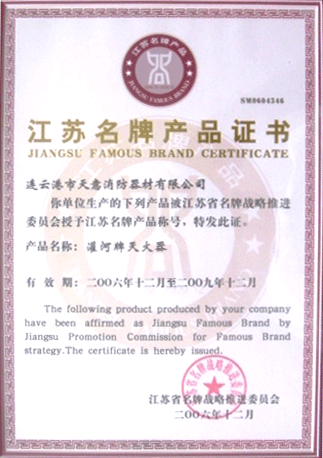 江苏名牌产品
JIANGSU FAMOUS BRAND
SM0604346
江苏名牌产品证书
JIANGSU FAMOUS BRAND CERTIFICATE
连云港市天意消防器材有限公司
你单位生产的下列产品被江苏省名牌战略推进
委员会授予江苏名牌产品称号，特发此证。
产品名称：灌河牌灭火器
有 效 期：二〇〇六年十二月至二〇〇九年十二月
The following product produced by your company
have been affirmed as Jiangsu Famous Brand by
Jiangsu Promotion Commission for Famous Brand
strategy.The certificate is hereby issued.
江苏省名牌战略推进委员会
二〇〇六年十二月